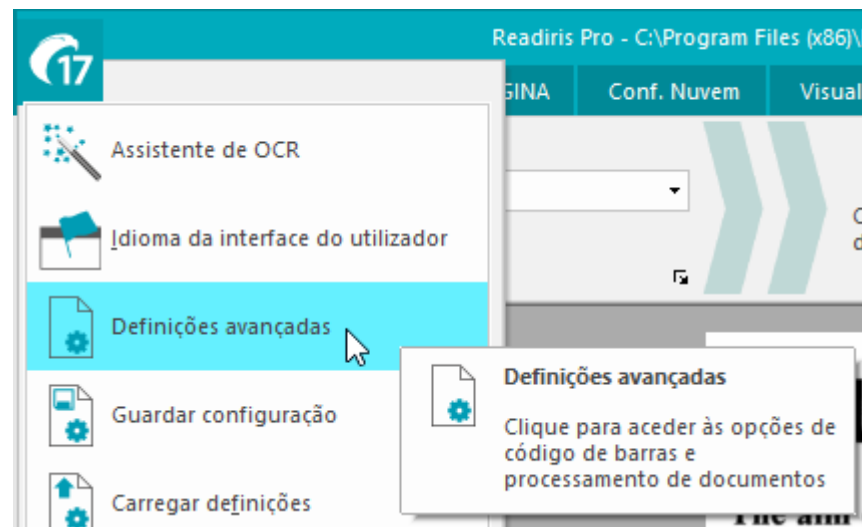 17
Readiris Pro - C:\Program Files (x86)\
Conf. Nuvem
Visual
Assistente de OCR
Idioma da interface do utilizador
Definições avançadas
Guardar configuração
Carregar definições
Definições avançadas
Clique para aceder às opções de
código de barras e
processamento de documentos